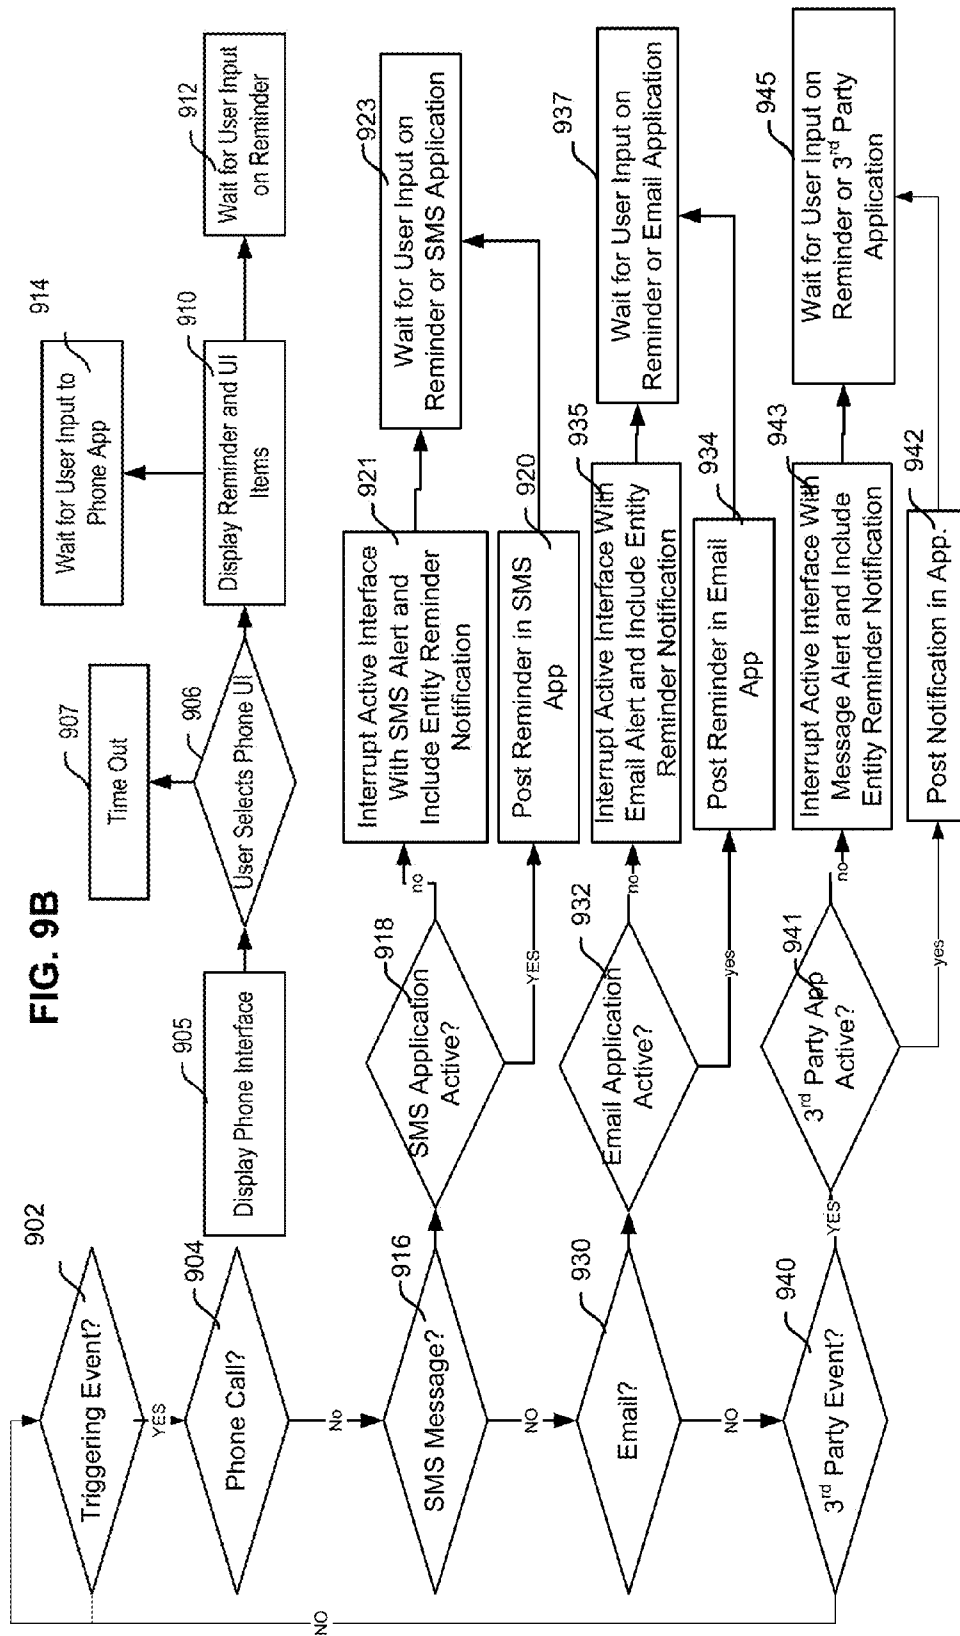 FIG. 9B
902
Triggering Event?
YES
NO
904
Phone Call?
No
905
Display Phone Interface
906
User Selects Phone UI
907
Time Out
910
Display Reminder and UI
Items
914
Wait for User Input to
Phone App
912
Wait for User Input
on Reminder
916
SMS Message?
NO
918
SMS Application
Active?
no
YES
921
Interrupt Active Interface
With SMS Alert and
Include Entity Reminder
Notification
920
Post Reminder in SMS
App
923
Wait for User Input on
Reminder or SMS Application
930
Email?
NO
932
Email Application
Active?
no
yes
935
Interrupt Active Interface With
Email Alert and Include Entity
Reminder Notification
934
Post Reminder in Email
App
937
Wait for User Input on
Reminder or Email Application
940
3rd Party Event?
YES
941
3rd Party App
Active?
no
yes
943
Interrupt Active Interface With
Message Alert and Include
Entity Reminder Notification
942
Post Notification in App.
945
Wait for User Input on
Reminder or 3rd Party
Application